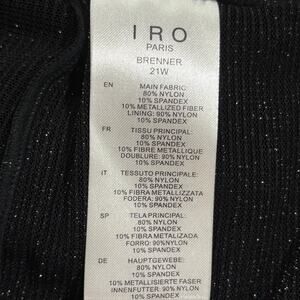 IRO
PARIS
BRENNER
21W
EN MAIN FABRIC
80% NYLON
10% SPANDEX
10% METALLIZED FIBER
LINING: 90% NYLON
10% SPANDEX
FR TISSU PRINCIPAL:
80% NYLON
10% SPANDEX
10% FIBRE METALLIQUE
DOUBLURE: 90% NYLON
10% SPANDEX
IT TESSUTO PRINCIPALE:
80% NYLON
10% SPANDEX
10% FIBRA METALLIZZATA
FODERA: 90% NYLON
10% SPANDEX
SP TELA PRINCIPAL:
80% NYLON
10% SPANDEX
10% FIBRA METALIZADA
FORRO: 90%NYLON
10% SPANDEX
DE HAUPTGEWEBE:
80% NYLON
10% SPANDEX
10% METALLISIERTE FASER
INNENFUTTER: 90% NYLON
10% SPANDEX